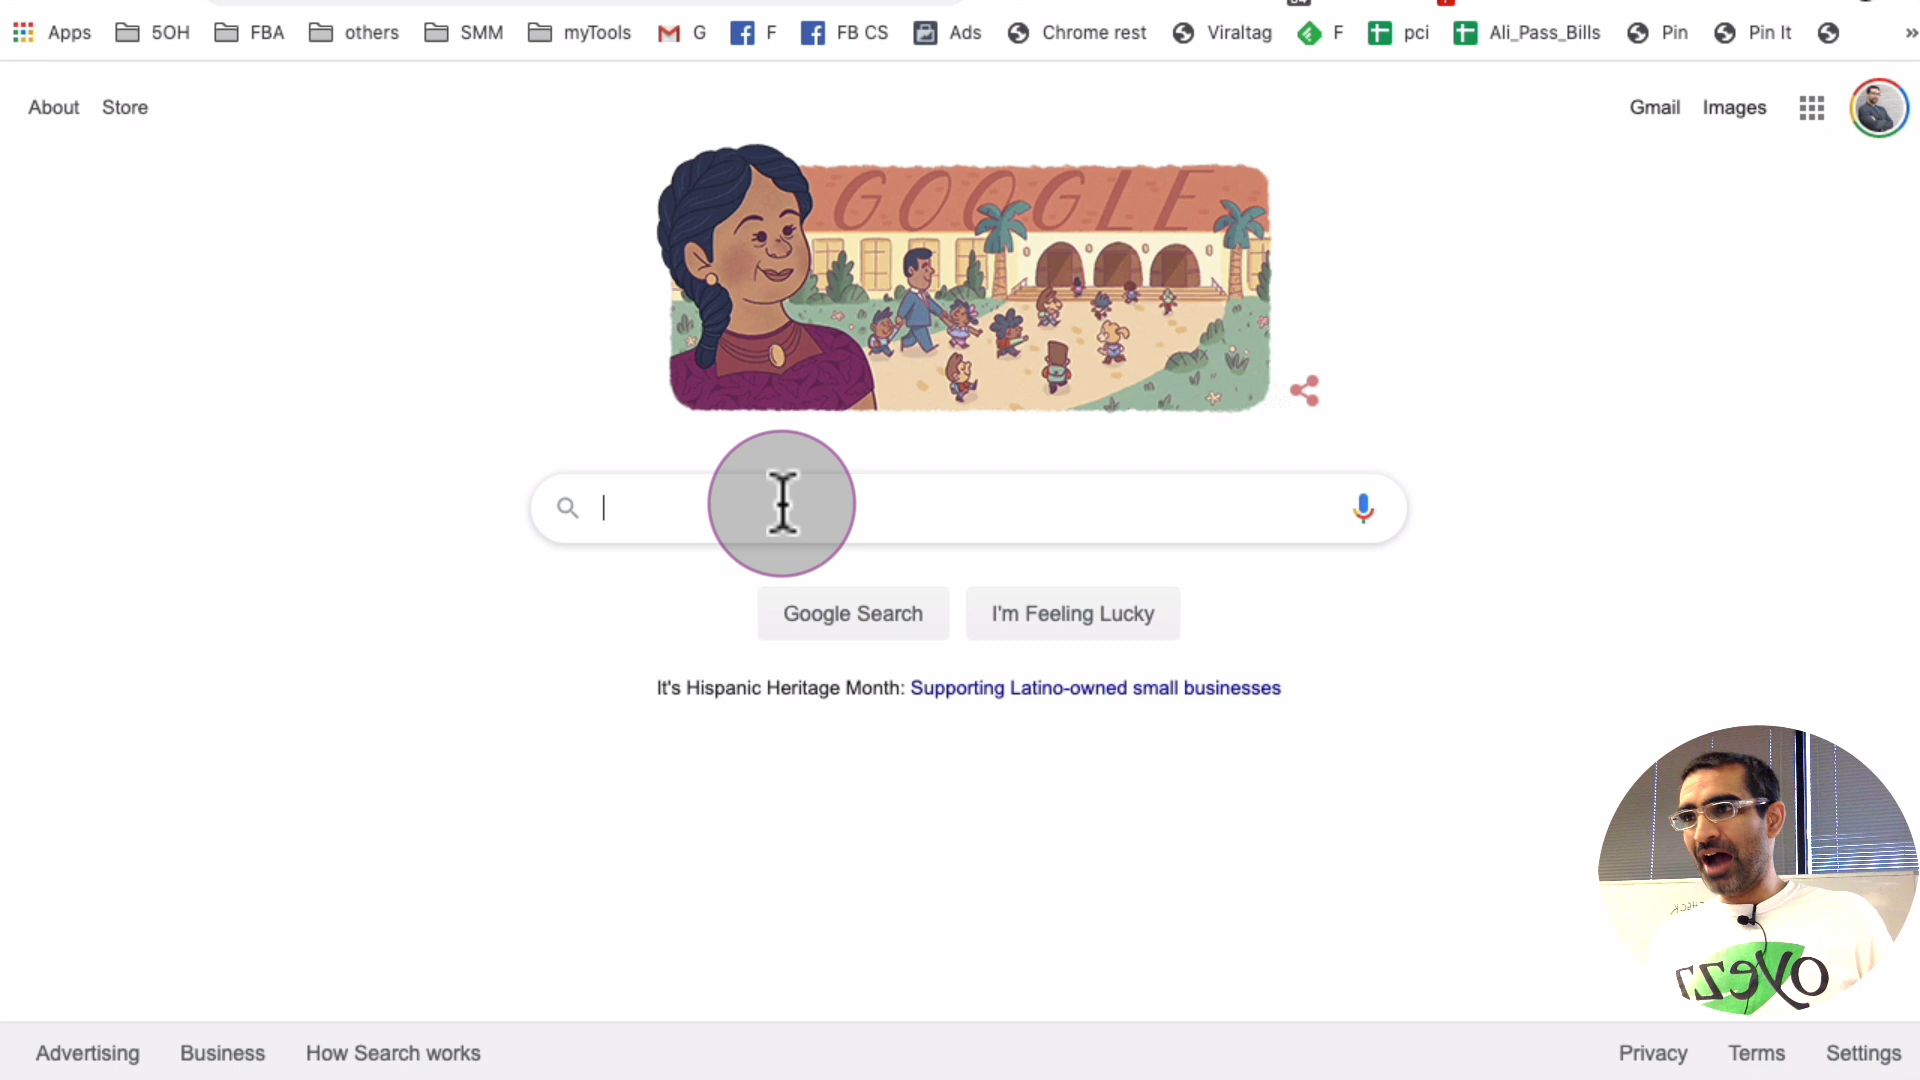 Apps 5OH FBA others SMM myTools G F FB CS Ads Chrome rest Viraltag F pci Ali_Pass_Bills Pin Pin It »
About Store Gmail Images
GOOGLE
Google Search I'm Feeling Lucky
It's Hispanic Heritage Month: Supporting Latino-owned small businesses
CHECK
Advertising Business How Search works Privacy Terms Settings